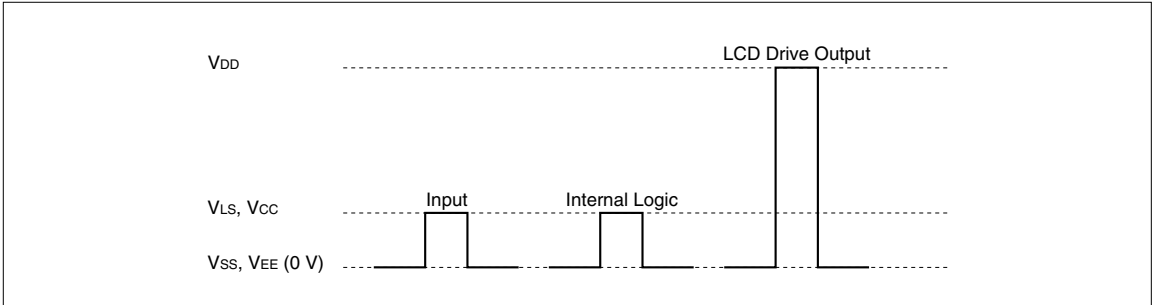 LCD Drive Output
VDD
Input
Internal Logic
VLS, VCC
VSS, VEE (0 V)